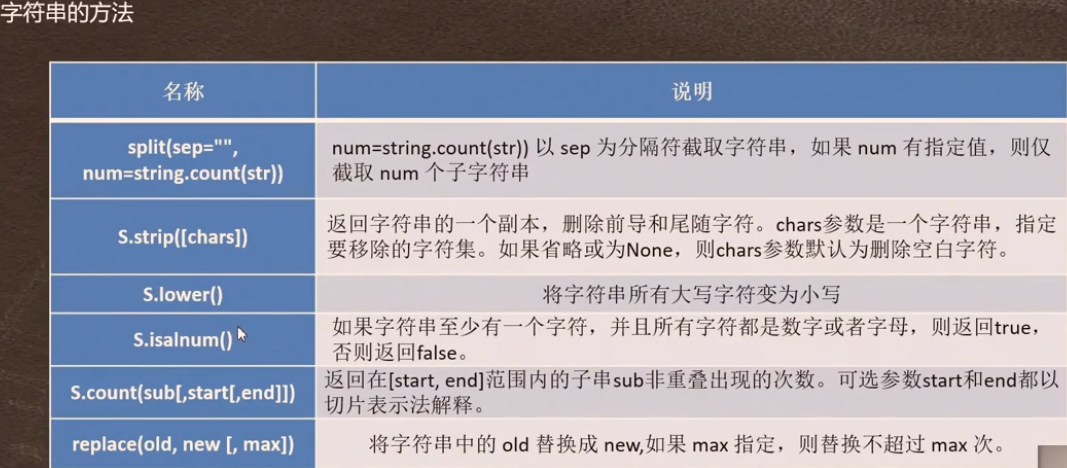 字符串的方法
名称
说明
split(sep="",
num=string.count(str))
num=string.count(str)) 以 sep 为分隔符截取字符串，如果 num 有指定值，则仅
截取 num 个子字符串
S.strip([chars])
返回字符串的一个副本，删除前导和尾随字符。chars参数是一个字符串，指定
要移除的字符集。如果省略或为None，则chars参数默认为删除空白字符。
S.lower()
将字符串所有大写字符变为小写
S.isalnum()
如果字符串至少有一个字符，并且所有字符都是数字或者字母，则返回true，
否则返回false。
S.count(sub[,start[,end]])
返回在[start, end]范围内的子串sub非重叠出现的次数。可选参数start和end都以
切片表示法解释。
replace(old, new [, max])
将字符串中的 old 替换成 new,如果 max 指定，则替换不超过 max 次。